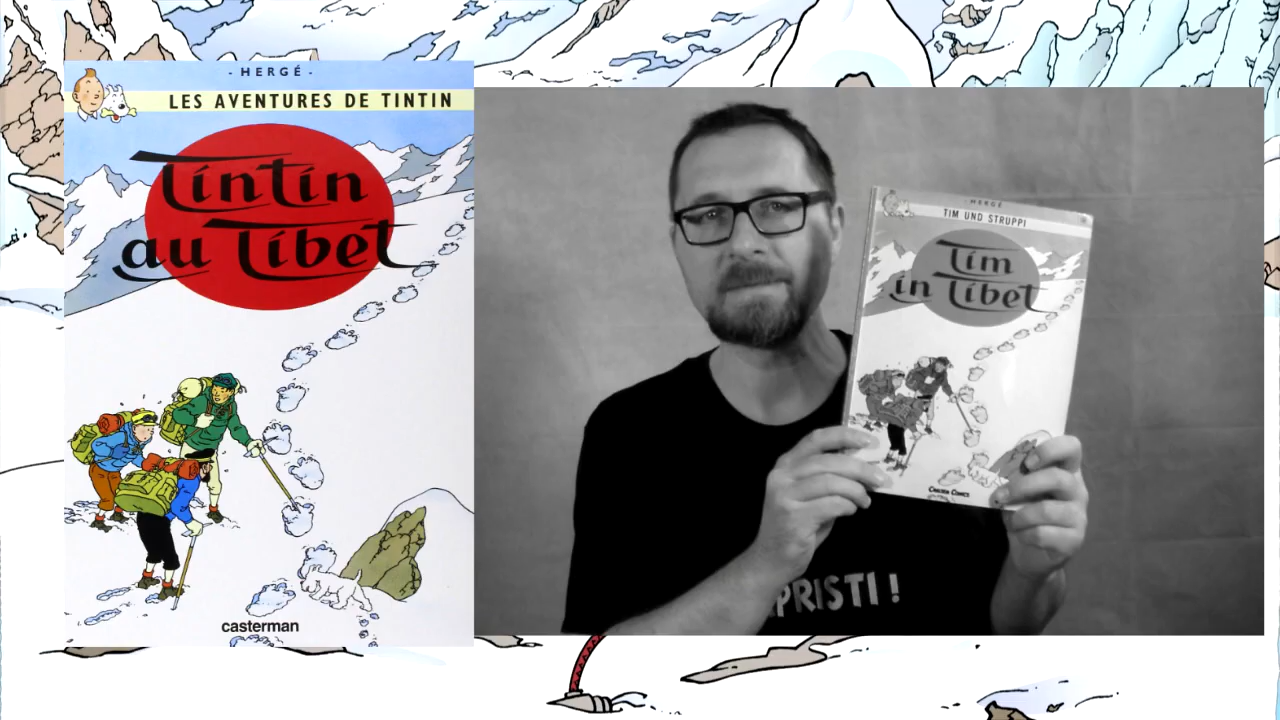 - HERGÉ -
LES AVENTURES DE TINTIN
Tintin
au Tibet
casterman
HERGÉ
TIM UND STRUPPI
Tim
in Tibet
CARLSEN COMICS
PRISTI !